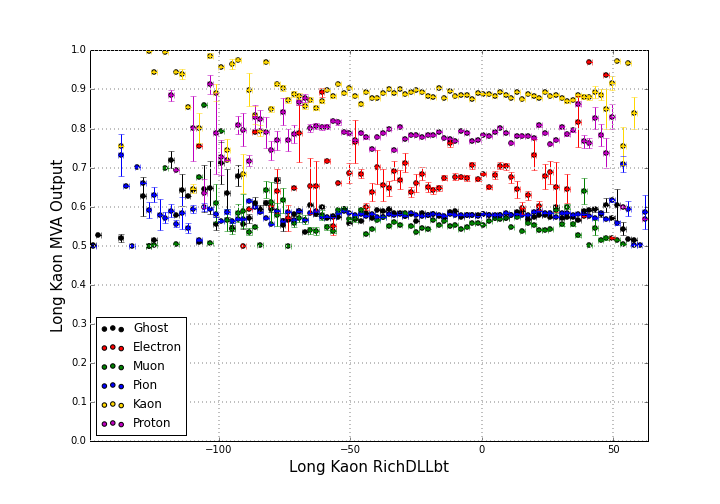 1.0
0.9
0.8
0.7
0.6
0.5
0.4
0.3
0.2
0.1
0.0
Long Kaon MVA Output
Ghost
Electron
Muon
Pion
Kaon
Proton
−100
−50
0
50
Long Kaon RichDLLbt